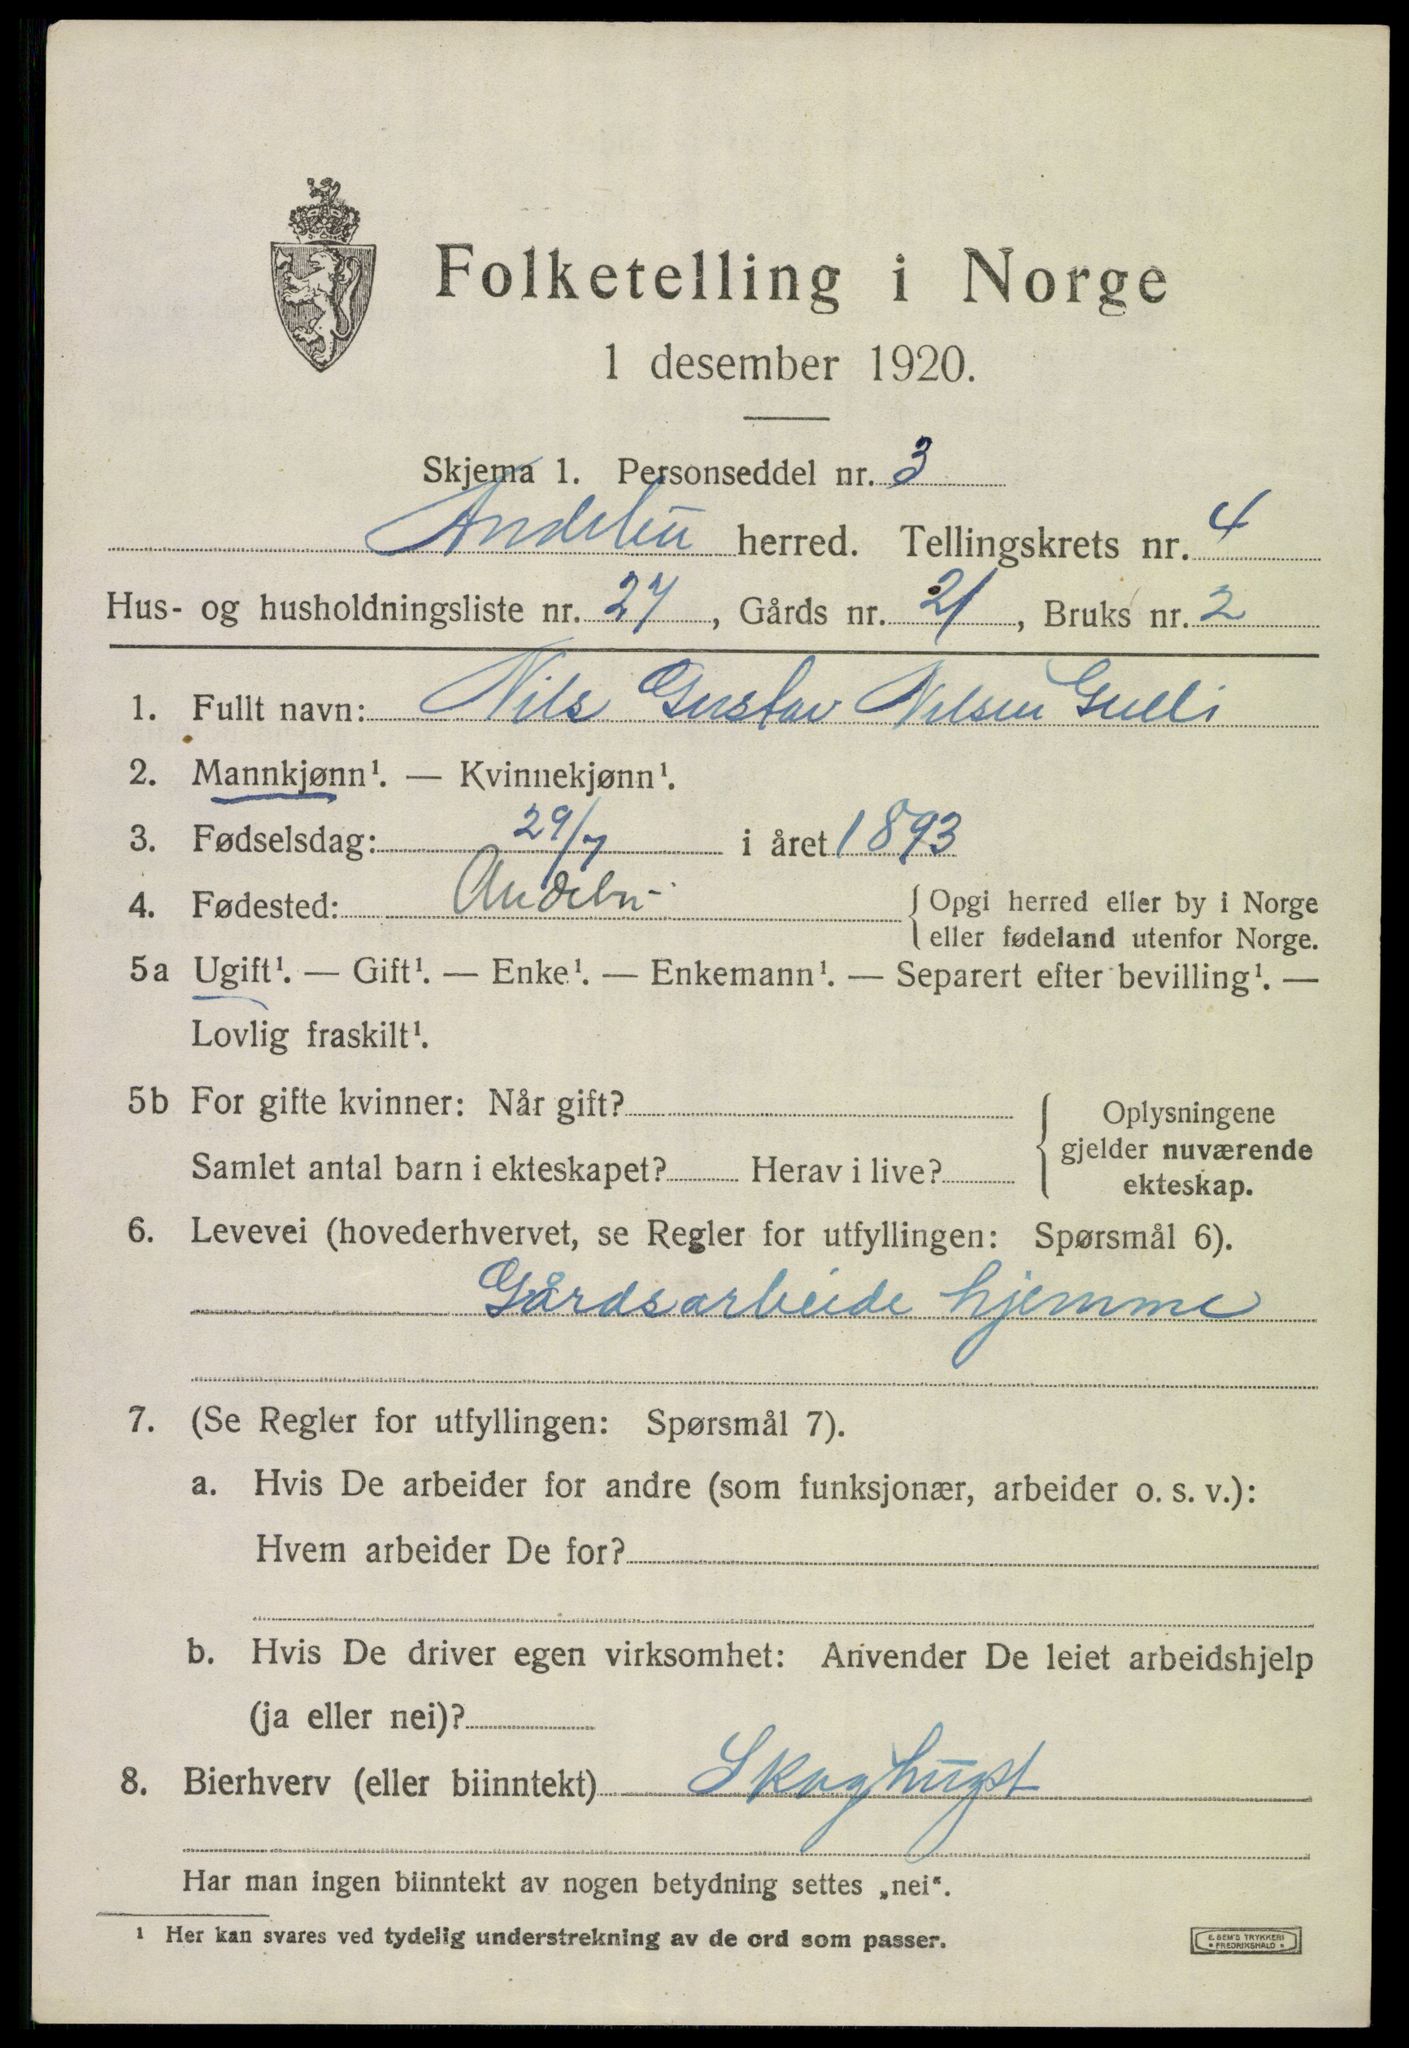 Folketelling i Norge
1 desember 1920.
Skjema 1. Personseddel nr. 3
Andebu herred. Tellingskrets nr. 4
Hus- og husholdningsliste nr. 27, Gårds nr. 21, Bruks nr. 2
1. Fullt navn: Nils Gustav Nilsen Gulli
2. Mannkjønn¹. — Kvinnekjønn¹.
3. Fødselsdag: 29/7 i året 1893
4. Fødested: Andebu { Opgi herred eller by i Norge
eller fødeland utenfor Norge.
5a Ugift¹. — Gift¹. — Enke¹. — Enkemann¹. — Separert efter bevilling¹. —
Lovlig fraskilt¹.
5b For gifte kvinner: Når gift? { Oplysningene
gjelder nuværende
Samlet antal barn i ekteskapet? Herav i live? ekteskap.
6. Levevei (hovederhvervet, se Regler for utfyllingen: Spørsmål 6).
Gårdsarbeide hjemme
7. (Se Regler for utfyllingen: Spørsmål 7).
a. Hvis De arbeider for andre (som funksjonær, arbeider o. s. v.):
Hvem arbeider De for?
b. Hvis De driver egen virksomhet: Anvender De leiet arbeidshjelp
(ja eller nei)?
8. Bierhverv (eller biinntekt) Skoghugst
Har man ingen biinntekt av nogen betydning settes „nei“.
¹ Her kan svares ved tydelig understrekning av de ord som passer.
E. SEM'S TRYKKERI
• FREDRIKSHALD •